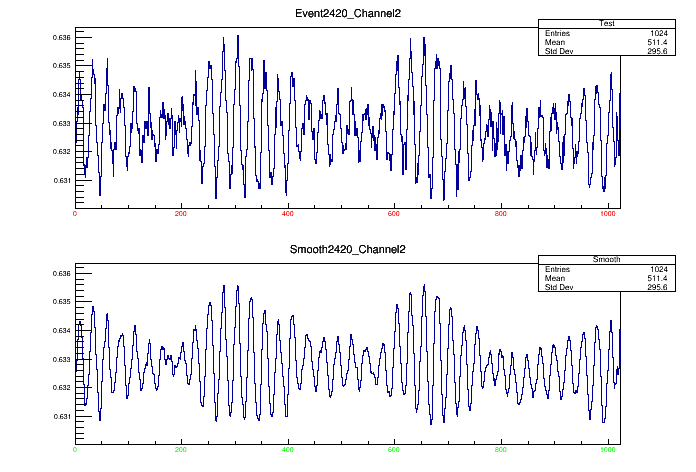 Event2420_Channel2
Test
Entries 1024
Mean 511.4
Std Dev 295.6
0.636
0.635
0.634
0.633
0.632
0.631
0 200 400 600 800 1000
Smooth2420_Channel2
Smooth
Entries 1024
Mean 511.4
Std Dev 295.6
0.636
0.635
0.634
0.633
0.632
0.631
0 200 400 600 800 1000